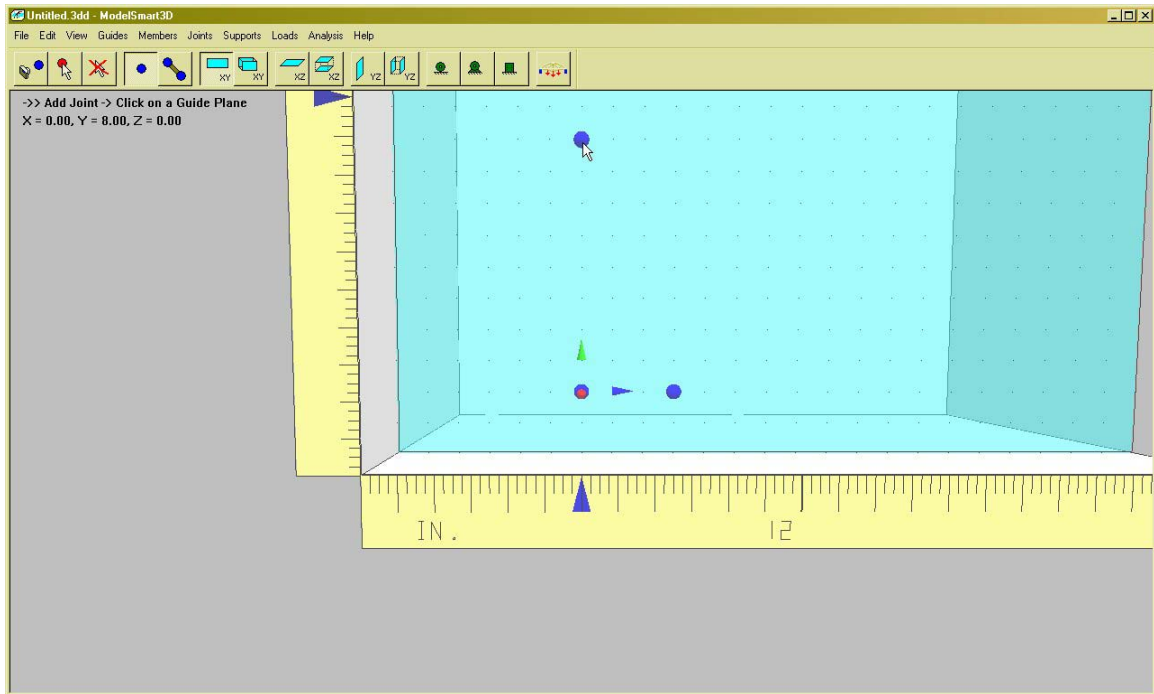 Untitled.3dd - ModelSmart3D
File Edit View Guides Members Joints Supports Loads Analysis Help
XY XY XZ XZ YZ YZ
->> Add Joint -> Click on a Guide Plane
X = 0.00, Y = 8.00, Z = 0.00
IN. 12